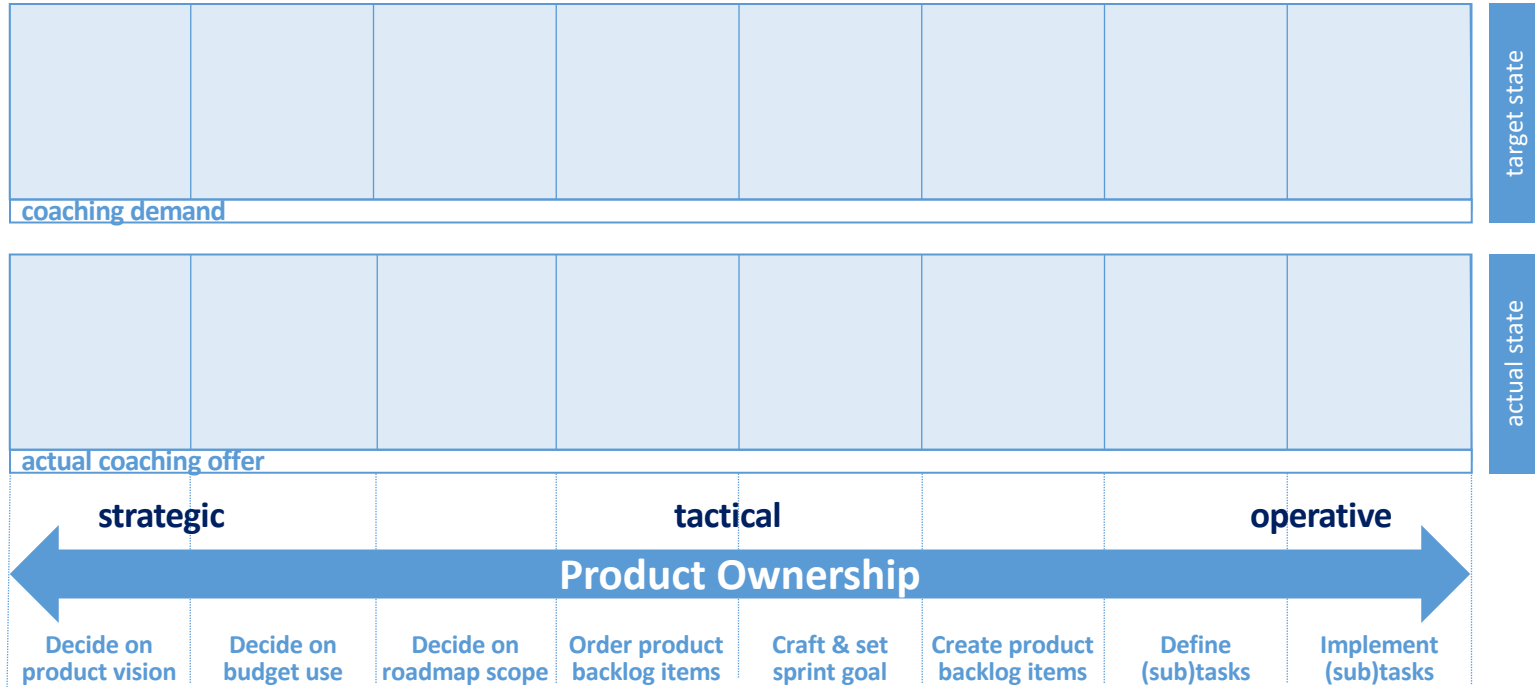 target state
coaching demand
actual state
actual coaching offer
strategic
tactical
operative
Product Ownership
Decide on
product vision
Decide on
budget use
Decide on
roadmap scope
Order product
backlog items
Craft & set
sprint goal
Create product
backlog items
Define
(sub)tasks
Implement
(sub)tasks